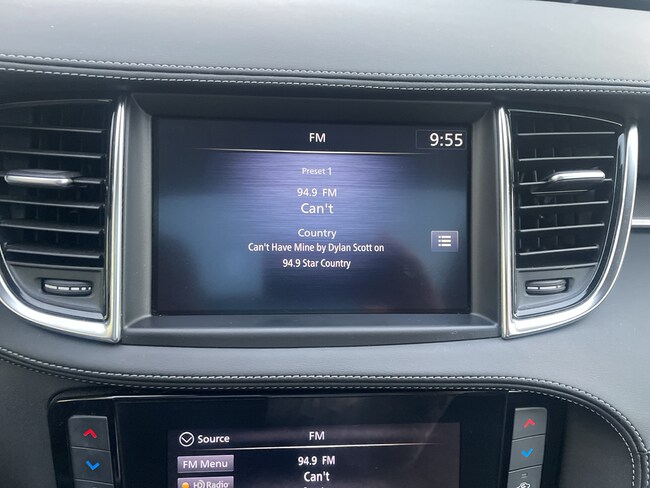 FM
9:55
Preset 1
94.9 FM
Can't
Country
Can't Have Mine by Dylan Scott on
94.9 Star Country
Source
FM
FM Menu
94.9 FM
HD Radio
Can't